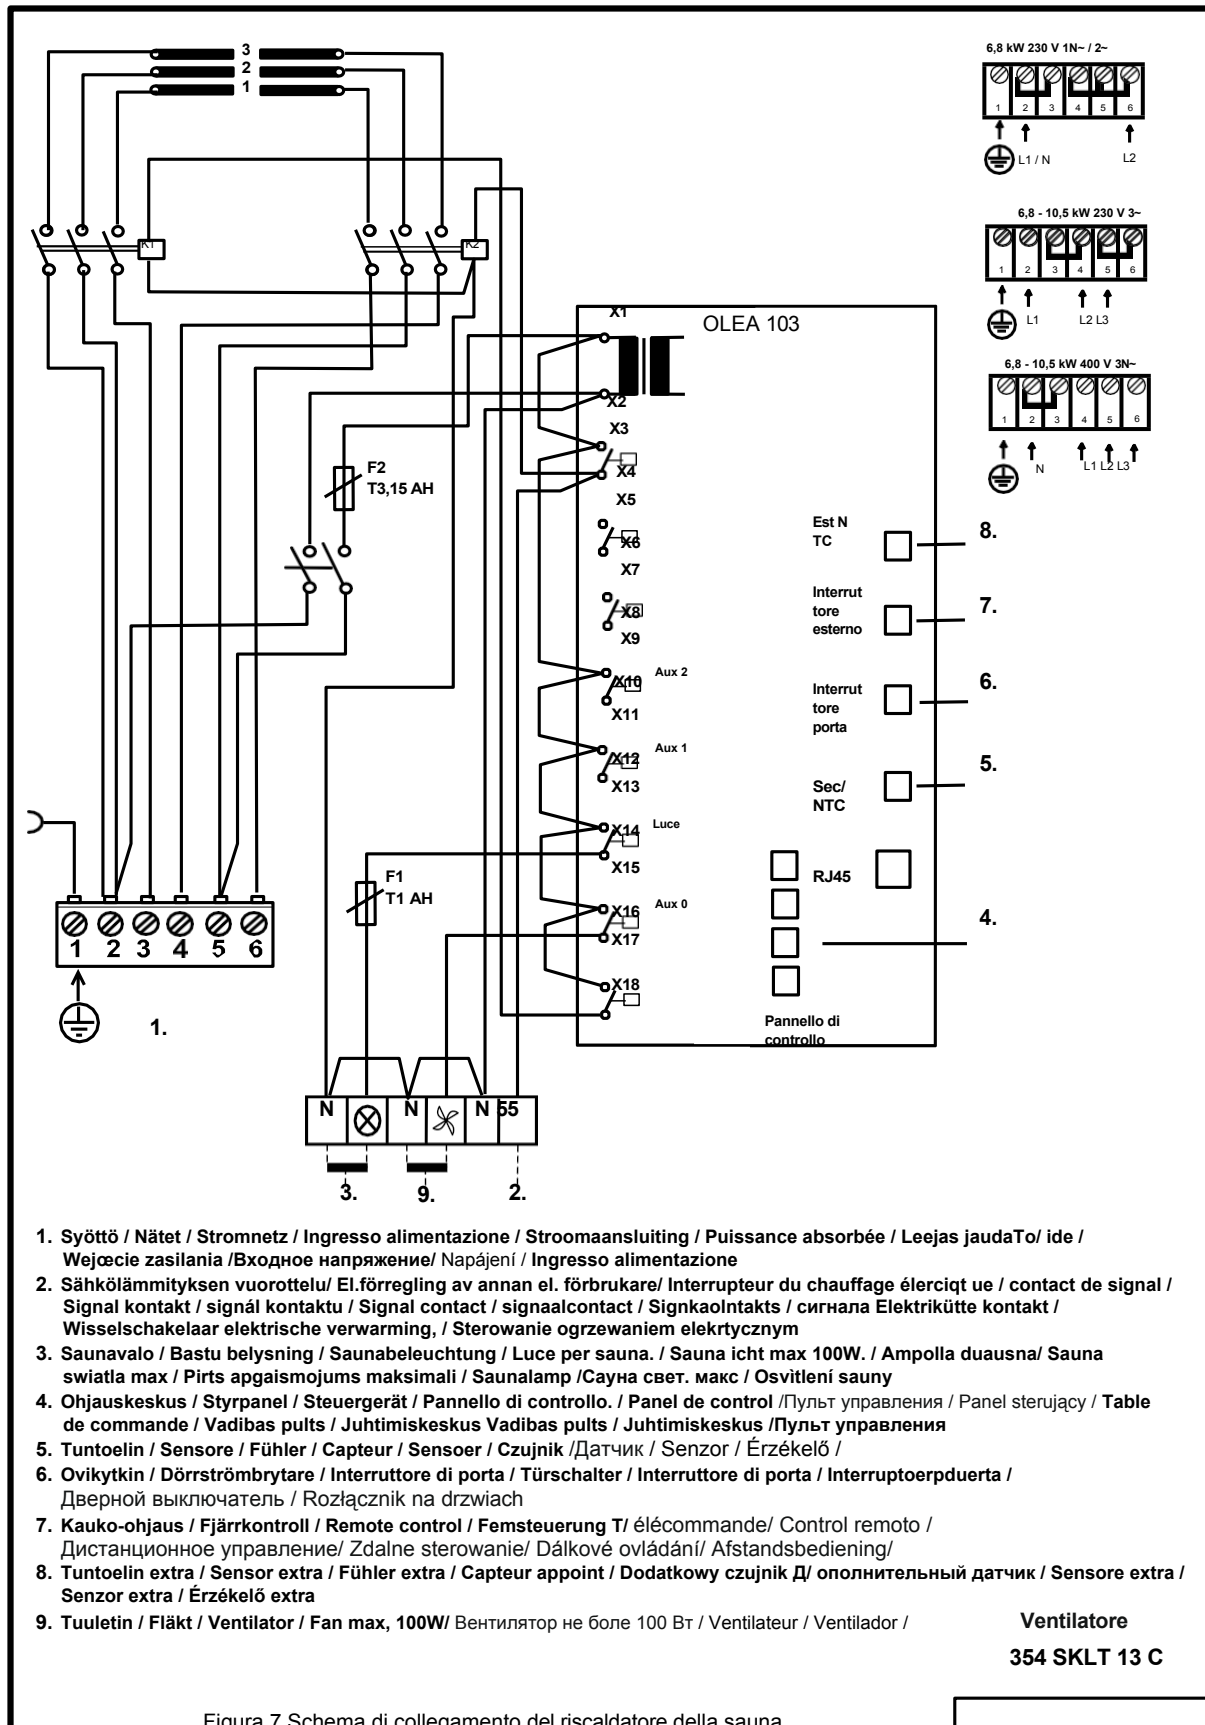 3
2
1
K1
K2
6,8 kW 230 V 1N~ / 2~
1 2 3 4 5 6
L1 / N L2
6,8 - 10,5 kW 230 V 3~
1 2 3 4 5 6
L1 L2 L3
6,8 - 10,5 kW 400 V 3N~
1 2 3 4 5 6
N L1 L2 L3
OLEA 103
X1
X2
X3
X4
X5
X6
X7
X8
X9
X10
Aux 2
X11
X12
Aux 1
X13
X14
Luce
X15
X16
Aux 0
X17
X18
F2
T3,15 AH
F1
T1 AH
Est N
TC
8.
Interrut
tore
esterno
7.
Interrut
tore
porta
6.
Sec/
NTC
5.
RJ45
4.
Pannello di
controllo
1 2 3 4 5 6
1.
N N N 55
3. 9. 2.
1. Syöttö / Nätet / Stromnetz / Ingresso alimentazione / Stroomaansluiting / Puissance absorbée / Leejas jaudaTo/ ide /
Wejœcie zasilania /Входное напряжение/ Napájení / Ingresso alimentazione
2. Sähkölämmityksen vuorottelu/ El.förregling av annan el. förbrukare/ Interrupteur du chauffage élerciqt ue / contact de signal /
Signal kontakt / signál kontaktu / Signal contact / signaalcontact / Signkaolntakts / сигнала Elektrikütte kontakt /
Wisselschakelaar elektrische verwarming, / Sterowanie ogrzewaniem elekrtycznym
3. Saunavalo / Bastu belysning / Saunabeleuchtung / Luce per sauna. / Sauna icht max 100W. / Ampolla duausna/ Sauna
swiatla max / Pirts apgaismojums maksimali / Saunalamp /Сауна свет. макс / Osvìtlení sauny
4. Ohjauskeskus / Styrpanel / Steuergerät / Pannello di controllo. / Panel de control /Пульт управления / Panel sterujący / Table
de commande / Vadibas pults / Juhtimiskeskus Vadibas pults / Juhtimiskeskus /Пульт управления
5. Tuntoelin / Sensore / Fühler / Capteur / Sensoer / Czujnik /Датчик / Senzor / Érzékelő /
6. Ovikytkin / Dörrströmbrytare / Interruttore di porta / Türschalter / Interruttore di porta / Interruptoerpduerta /
Дверной выключатель / Rozłącznik na drzwiach
7. Kauko-ohjaus / Fjärrkontroll / Remote control / Femsteuerung T/ élécommande/ Control remoto /
Дистанционное управление/ Zdalne sterowanie/ Dálkové ovládání/ Afstandsbediening/
8. Tuntoelin extra / Sensor extra / Fühler extra / Capteur appoint / Dodatkowy czujnik Д/ ополнительный датчик / Sensore extra /
Senzor extra / Érzékelő extra
9. Tuuletin / Fläkt / Ventilator / Fan max, 100W/ Вентилятор не боле 100 Вт / Ventilateur / Ventilador /
Ventilatore
354 SKLT 13 C
Figura 7 Schema di collegamento del riscaldatore della sauna